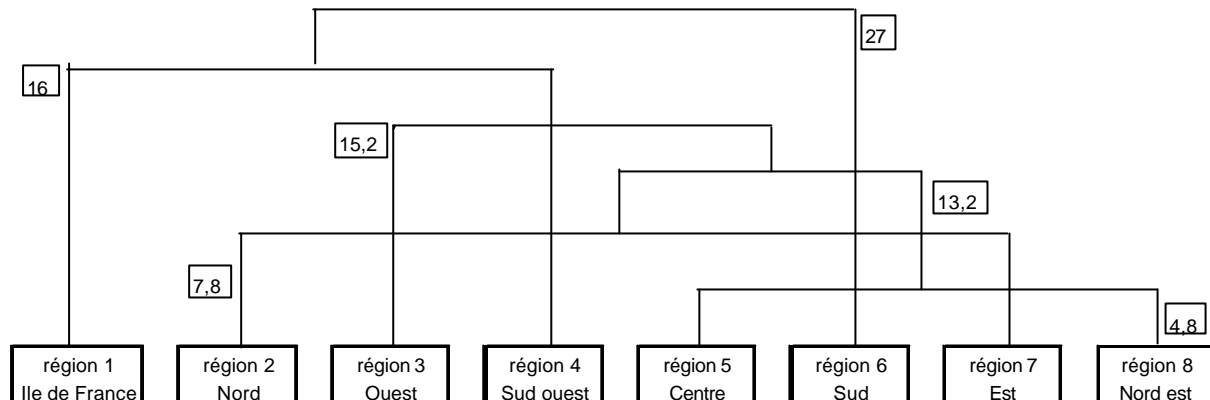 27
16
15,2
13,2
7,8
4,8
région 1
Ile de France
région 2
Nord
région 3
Ouest
région 4
Sud ouest
région 5
Centre
région 6
Sud
région 7
Est
région 8
Nord est